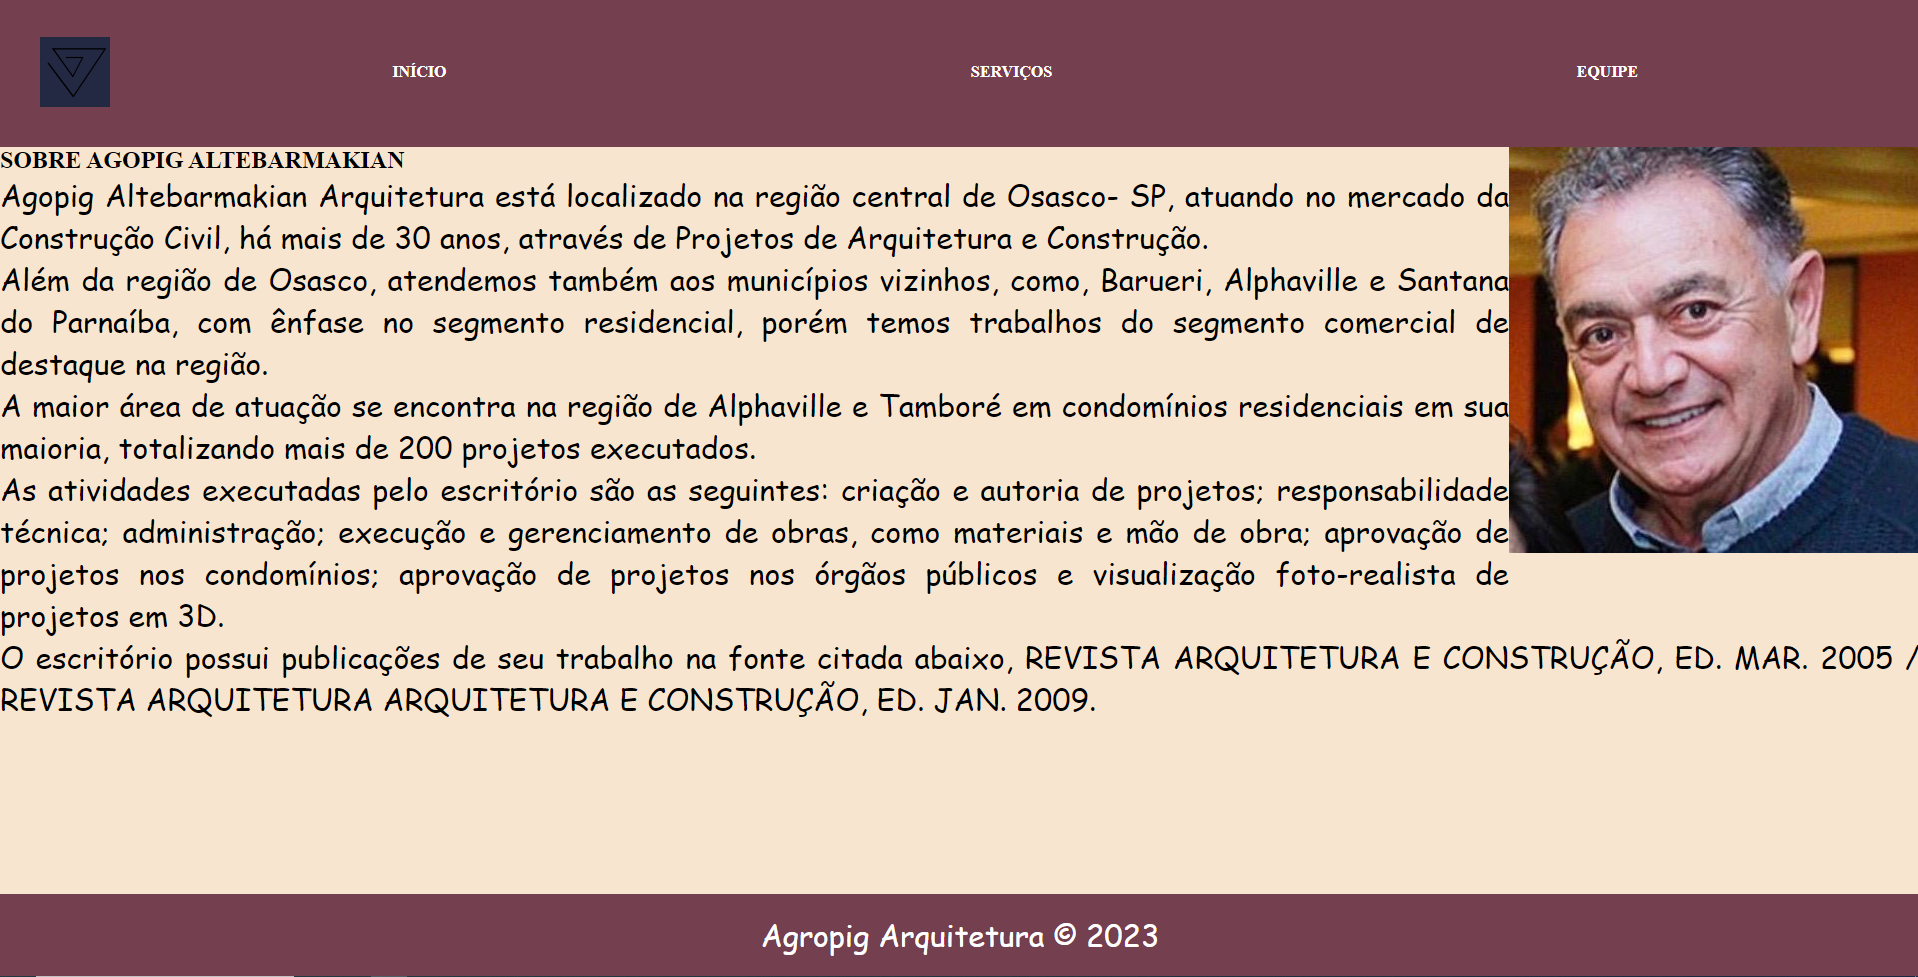 INÍCIO
SERVIÇOS
EQUIPE
SOBRE AGOPIG ALTEBARMAKIAN
Agopig Altebarmakian Arquitetura está localizado na região central de Osasco- SP, atuando no mercado da
Construção Civil, há mais de 30 anos, através de Projetos de Arquitetura e Construção.
Além da região de Osasco, atendemos também aos municípios vizinhos, como, Barueri, Alphaville e Santana
do Parnaíba, com ênfase no segmento residencial, porém temos trabalhos do segmento comercial de
destaque na região.
A maior área de atuação se encontra na região de Alphaville e Tamboré em condomínios residenciais em sua
maioria, totalizando mais de 200 projetos executados.
As atividades executadas pelo escritório são as seguintes: criação e autoria de projetos; responsabilidade
técnica; administração; execução e gerenciamento de obras, como materiais e mão de obra; aprovação de
projetos nos condomínios; aprovação de projetos nos órgãos públicos e visualização foto-realista de
projetos em 3D.
O escritório possui publicações de seu trabalho na fonte citada abaixo, REVISTA ARQUITETURA E CONSTRUÇÃO, ED. MAR. 2005 /
REVISTA ARQUITETURA ARQUITETURA E CONSTRUÇÃO, ED. JAN. 2009.
Agropig Arquitetura © 2023